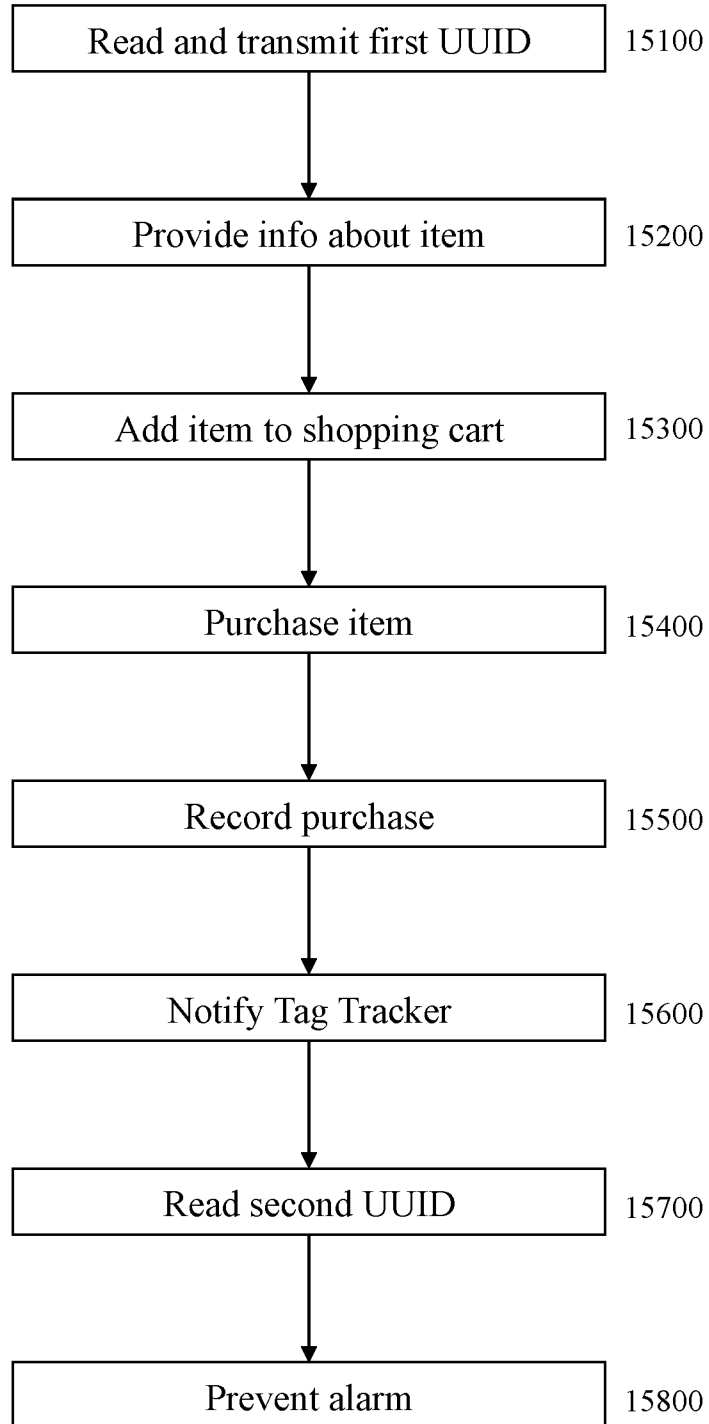 Read and transmit first UUID 15100
Provide info about item 15200
Add item to shopping cart 15300
Purchase item 15400
Record purchase 15500
Notify Tag Tracker 15600
Read second UUID 15700
Prevent alarm 15800